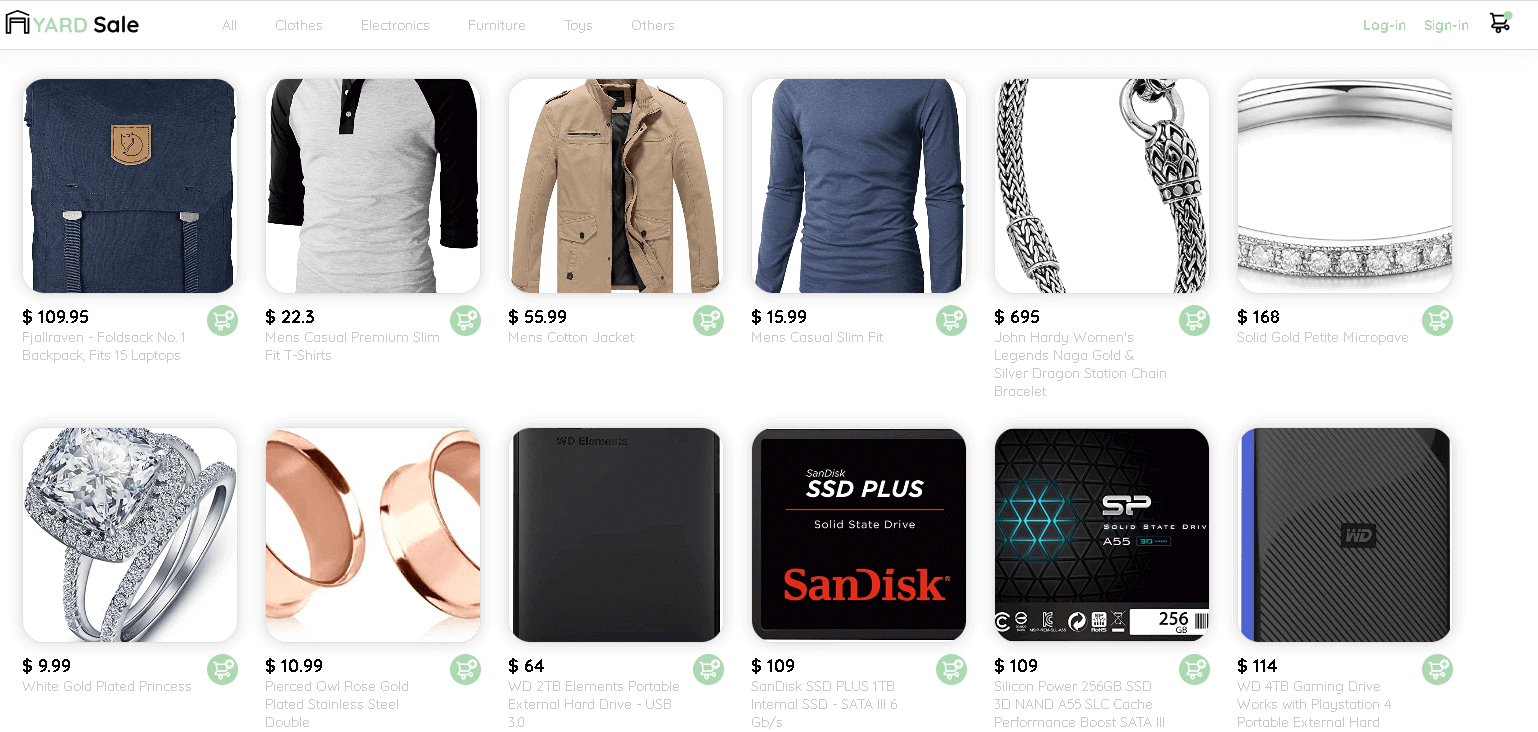 YARD Sale
All Clothes Electronics Furniture Toys Others
Log-in Sign-in
$ 109.95
Fjallraven - Foldsack No. 1
Backpack, Fits 15 Laptops
$ 22.3
Mens Casual Premium Slim
Fit T-Shirts
$ 55.99
Mens Cotton Jacket
$ 15.99
Mens Casual Slim Fit
$ 695
John Hardy Women's
Legends Naga Gold &
Silver Dragon Station Chain
Bracelet
$ 168
Solid Gold Petite Micropave
$ 9.99
White Gold Plated Princess
$ 10.99
Pierced Owl Rose Gold
Plated Stainless Steel
Double
WD Elements
$ 64
WD 2TB Elements Portable
External Hard Drive - USB
3.0
SanDisk
SSD PLUS
Solid State Drive
SanDisk
$ 109
SanDisk SSD PLUS 1TB
Internal SSD - SATA III 6
Gb/s
SP
SOLID STATE DRIV
A55 3D
RoHS
256
GB
$ 109
Silicon Power 256GB SSD
3D NAND A55 SLC Cache
Performance Boost SATA III
WD
$ 114
WD 4TB Gaming Drive
Works with Playstation 4
Portable External Hard